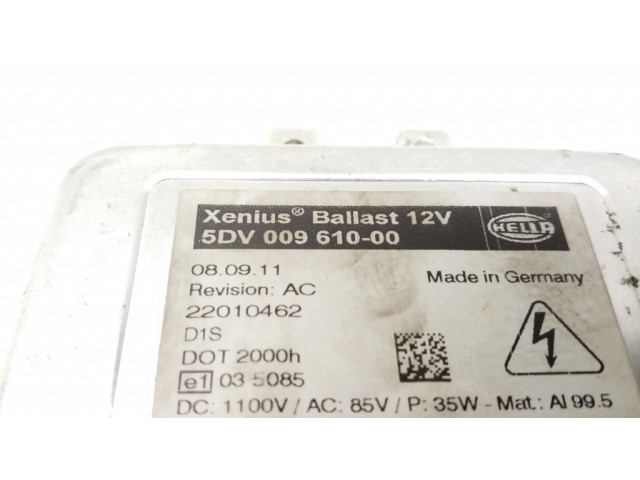 Xenius® Ballast 12V
5DV 009 610-00
HELLA
08.09.11
Made in Germany
Revision: AC
22010462
D1S
DOT 2000h
e1 03 5085
DC: 1100V / AC: 85V / P: 35W - Mat.: Al 99.5